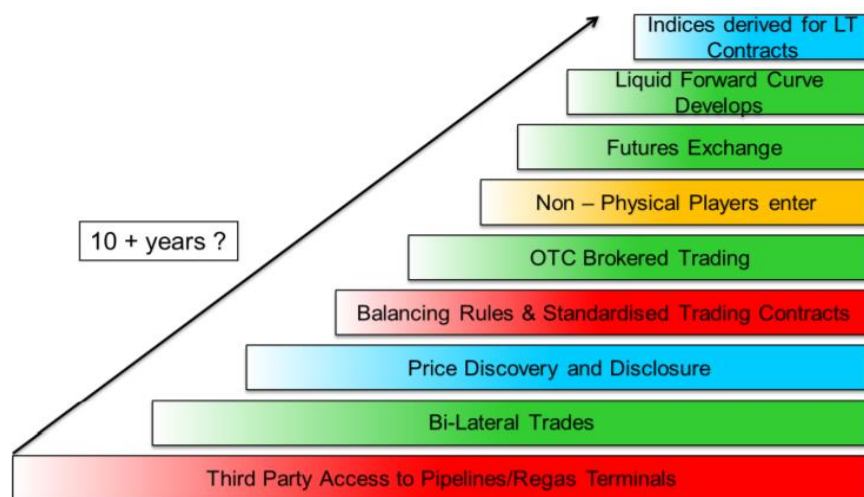 Indices derived for LT
Contracts
Liquid Forward Curve
Develops
Futures Exchange
Non – Physical Players enter
10 + years ?
OTC Brokered Trading
Balancing Rules & Standardised Trading Contracts
Price Discovery and Disclosure
Bi-Lateral Trades
Third Party Access to Pipelines/Regas Terminals